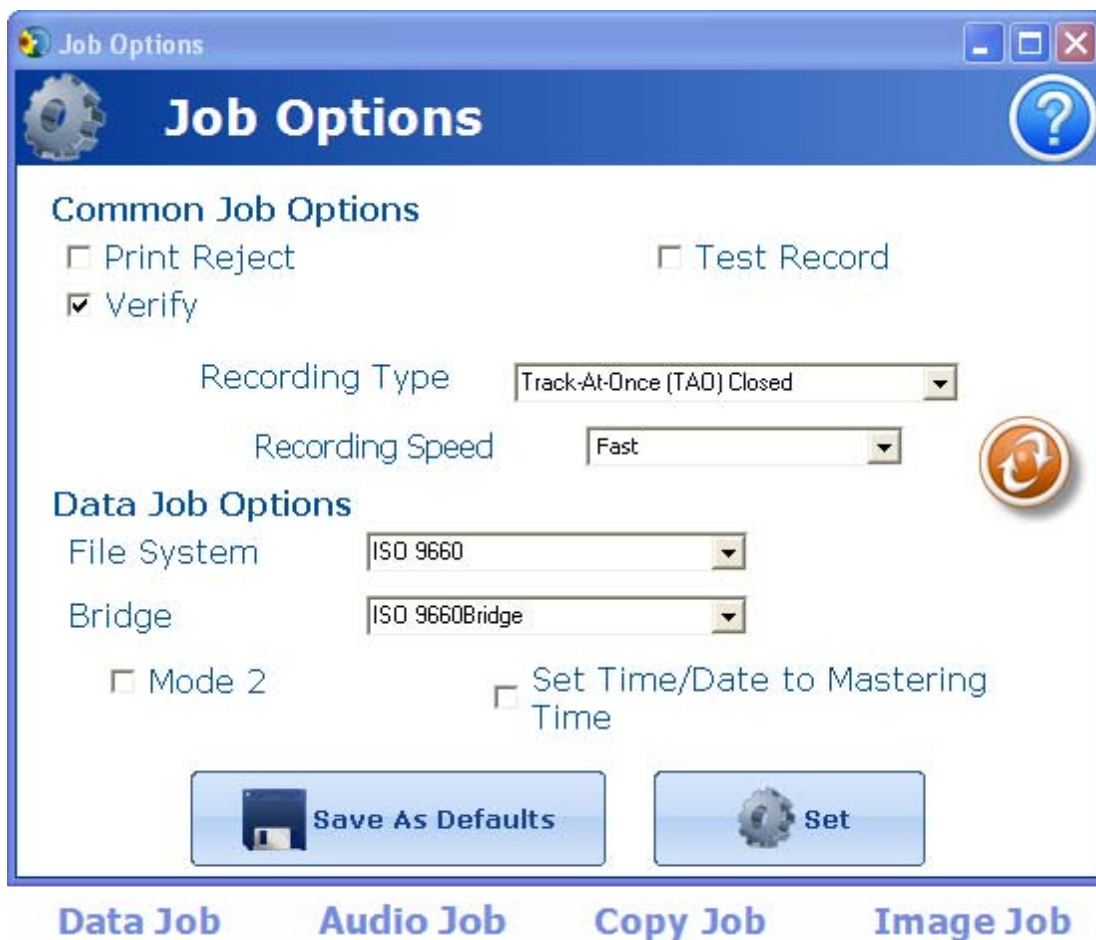 Job Options
Job Options
?
Common Job Options
Print Reject
Test Record
Verify
Recording Type
Track-At-Once (TAO) Closed
Recording Speed
Fast
Data Job Options
File System
ISO 9660
Bridge
ISO 9660Bridge
Mode 2
Set Time/Date to Mastering
Time
Save As Defaults
Set
Data Job
Audio Job
Copy Job
Image Job